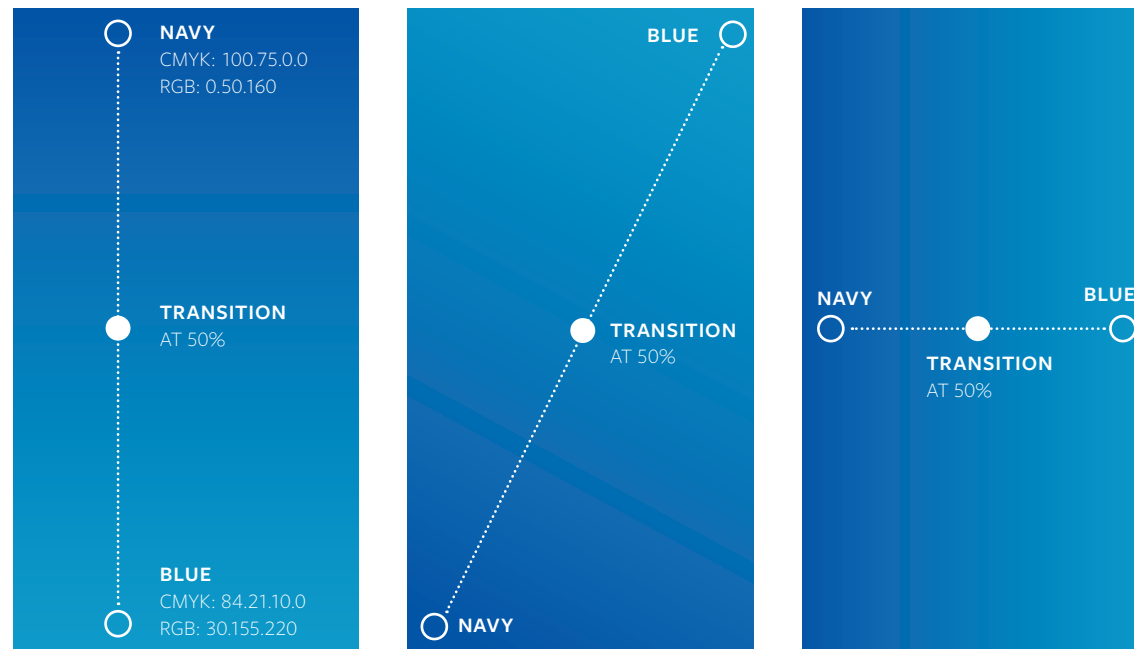 NAVY
CMYK: 100.75.0.0
RGB: 0.50.160
TRANSITION
AT 50%
BLUE
CMYK: 84.21.10.0
RGB: 30.155.220
BLUE
TRANSITION
AT 50%
NAVY
NAVY
BLUE
TRANSITION
AT 50%